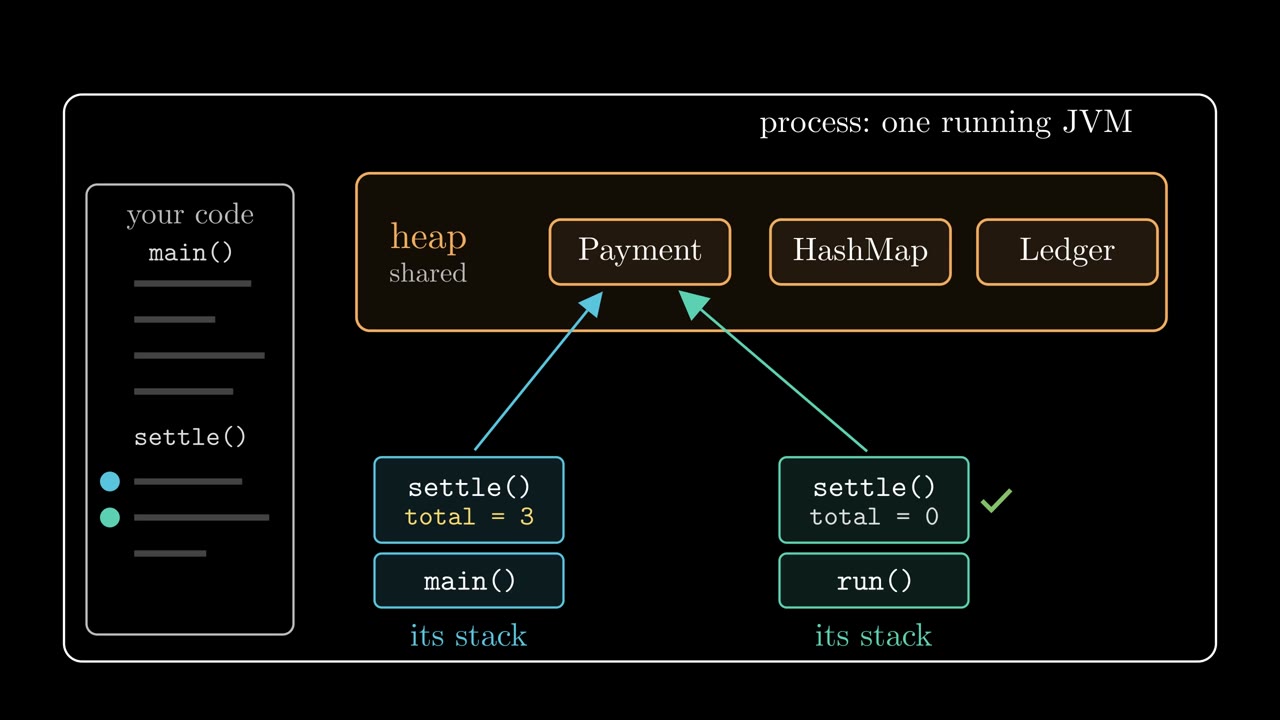 process: one running JVM
your code
main()
settle()
heap
shared
Payment
HashMap
Ledger
settle()
total = 3
main()
its stack
settle()
total = 0
run()
its stack